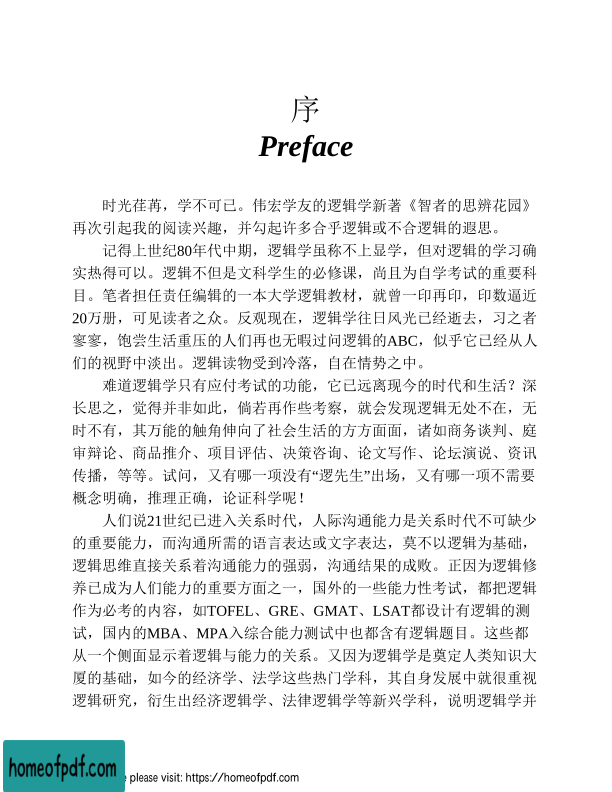 序
Preface
时光荏苒，学不可已。伟宏学友的逻辑学新著《智者的思辨花园》
再次引起我的阅读兴趣，并勾起许多合乎逻辑或不合逻辑的遐思。
记得上世纪80年代中期，逻辑学虽称不上显学，但对逻辑的学习确
实热得可以。逻辑不但是文科学生的必修课，尚且为自学考试的重要科
目。笔者担任责任编辑的一本大学逻辑教材，就曾一印再印，印数逼近
20万册，可见读者之众。反观现在，逻辑学往日风光已经逝去，习之者
寥寥，饱尝生活重压的人们再也无暇过问逻辑的ABC，似乎它已经从人
们的视野中淡出。逻辑读物受到冷落，自在情势之中。
难道逻辑学只有应付考试的功能，它已远离现今的时代和生活？深
长思之，觉得并非如此，倘若再作些考察，就会发现逻辑无处不在，无
时不有，其万能的触角伸向了社会生活的方方面面，诸如商务谈判、庭
审辩论、商品推介、项目评估、决策咨询、论文写作、论坛演说、资讯
传播，等等。试问，又有哪一项没有“逻先生”出场，又有哪一项不需要
概念明确，推理正确，论证科学呢！
人们说21世纪已进入关系时代，人际沟通能力是关系时代不可缺少
的重要能力，而沟通所需的语言表达或文字表达，莫不以逻辑为基础，
逻辑思维直接关系着沟通能力的强弱，沟通结果的成败。正因为逻辑修
养已成为人们能力的重要方面之一，国外的一些能力性考试，都把逻辑
作为必考的内容，如TOFEL、GRE、GMAT、LSAT都设计有逻辑的测
试，国内的MBA、MPA入综合能力测试中也都含有逻辑题目。这些都
从一个侧面显示着逻辑与能力的关系。又因为逻辑学是奠定人类知识大
厦的基础，如今的经济学、法学这些热门学科，其自身发展中就很重视
逻辑研究，衍生出经济逻辑学、法律逻辑学等新兴学科，说明逻辑学并
homeofpdf.com
please visit: https://homeofpdf.com